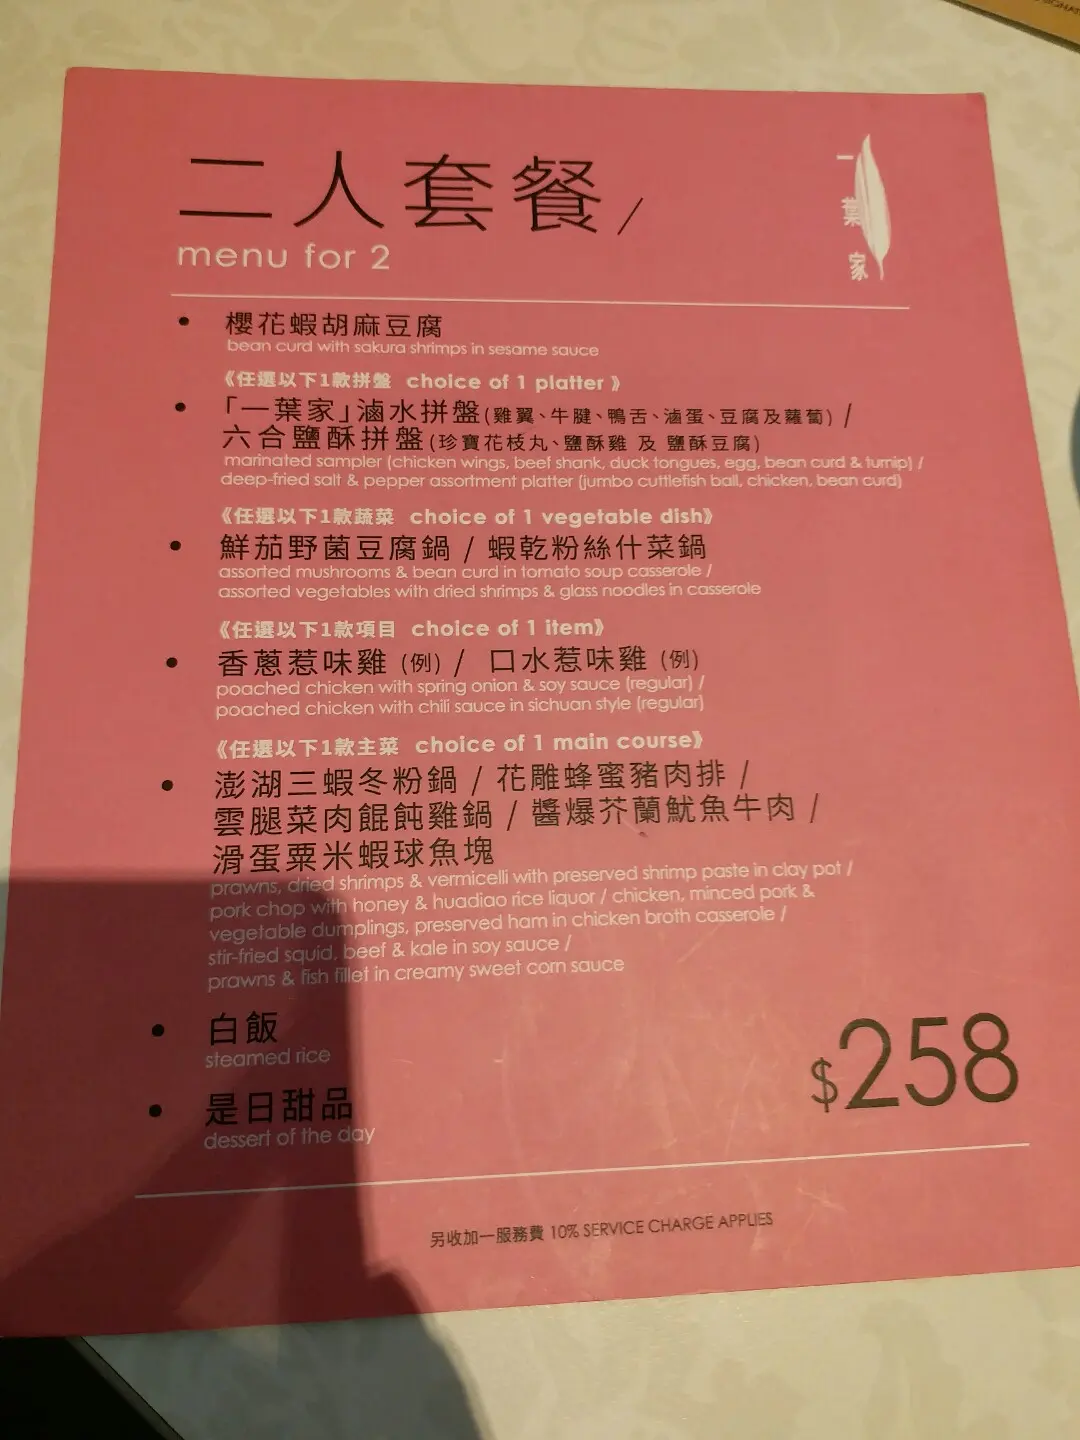 二人套餐/
menu for 2
一葉家
• 櫻花蝦胡麻豆腐
bean curd with sakura shrimps in sesame sauce
《任選以下1款拼盤 choice of 1 platter》
• 「一葉家」滷水拼盤(雞翼、牛腱、鴨舌、滷蛋、豆腐及蘿蔔) /
六合鹽酥拼盤(珍寶花枝丸、鹽酥雞 及 鹽酥豆腐)
marinated sampler (chicken wings, beef shank, duck tongues, egg, bean curd & turnip) /
deep-fried salt & pepper assortment platter (jumbo cuttlefish ball, chicken, bean curd)
《任選以下1款蔬菜 choice of 1 vegetable dish》
• 鮮茄野菌豆腐鍋 / 蝦乾粉絲什菜鍋
assorted mushrooms & bean curd in tomato soup casserole /
assorted vegetables with dried shrimps & glass noodles in casserole
《任選以下1款項目 choice of 1 item》
• 香蔥惹味雞 (例) / 口水惹味雞 (例)
poached chicken with spring onion & soy sauce (regular) /
poached chicken with chili sauce in sichuan style (regular)
《任選以下1款主菜 choice of 1 main course》
• 澎湖三蝦冬粉鍋 / 花雕蜂蜜豬肉排 /
雲腿菜肉餛飩雞鍋 / 醬爆芥蘭魷魚牛肉 /
滑蛋粟米蝦球魚塊
prawns, dried shrimps & vermicelli with preserved shrimp paste in clay pot /
pork chop with honey & huadiao rice liquor / chicken, minced pork &
vegetable dumplings, preserved ham in chicken broth casserole /
stir-fried squid, beef & kale in soy sauce /
prawns & fish fillet in creamy sweet corn sauce
• 白飯
steamed rice
• 是日甜品
dessert of the day
$258
另收加一服務費 10% SERVICE CHARGE APPLIES